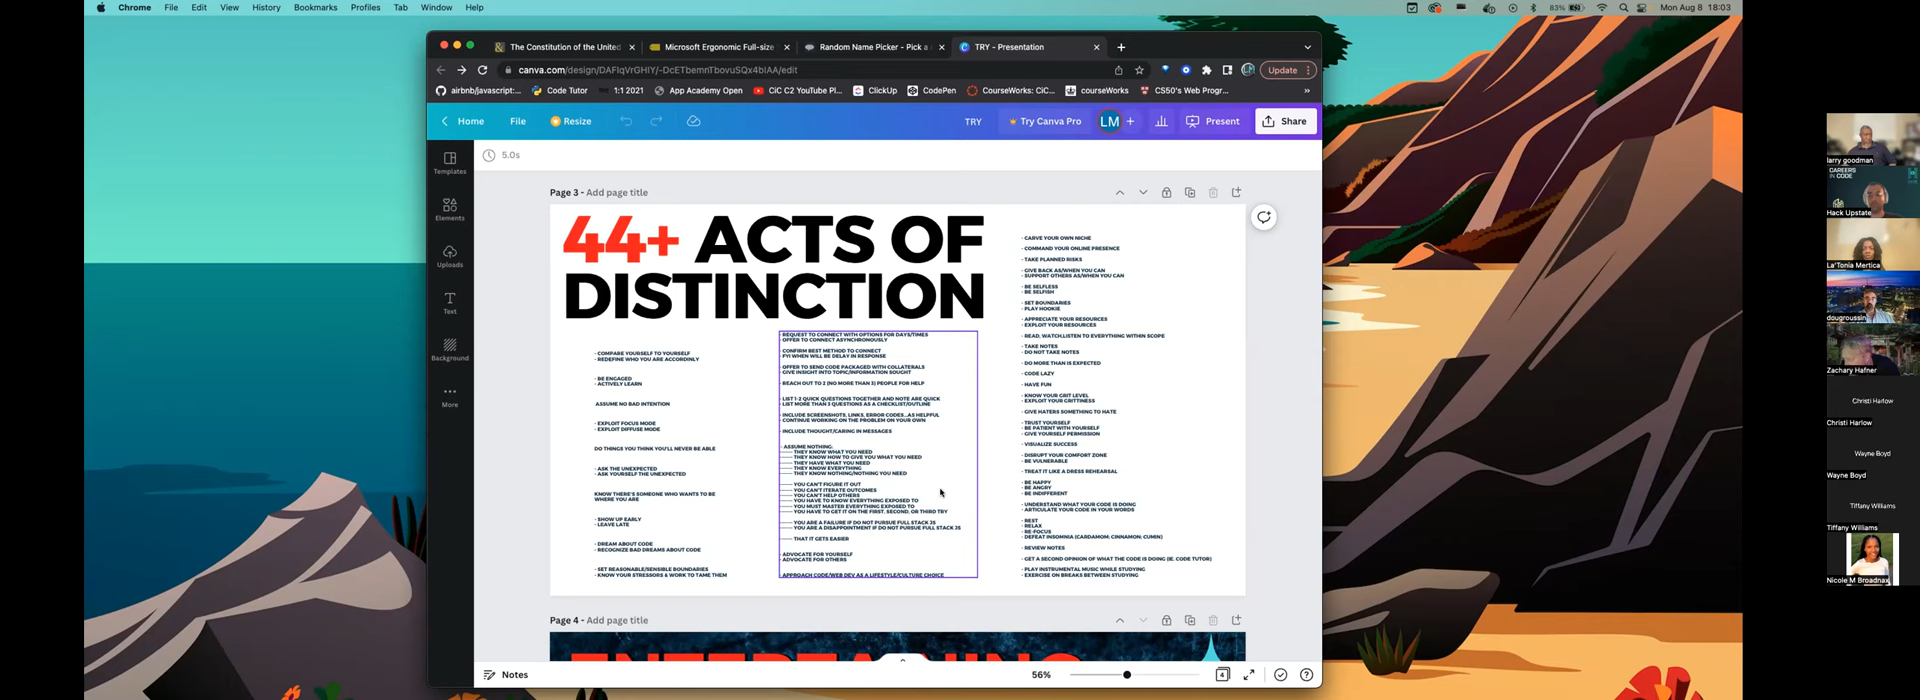 Chrome File Edit View History Bookmarks Profiles Tab Window Help
83% Mon Aug 8 18:03
The Constitution of the United
Microsoft Ergonomic Full-size
Random Name Picker - Pick a
TRY - Presentation
canva.com/design/DAFIqVrGHIY/-DcETbemnTbovuSQx4bIAA/edit
Update
airbnb/javascript:...
Code Tutor
1:1 2021
App Academy Open
CiC C2 YouTube Pl...
ClickUp
CodePen
CourseWorks: CiC...
courseWorks
CS50's Web Progr...
Home
File
Resize
TRY
Try Canva Pro
LM
Present
Share
Templates
Elements
Uploads
Text
Background
More
5.0s
Page 3 - Add page title
44+ ACTS OF
DISTINCTION
- COMPARE YOURSELF TO YOURSELF
- REDEFINE WHO YOU ARE ACCORDINLY
- BE ENGAGED
- ACTIVELY LEARN
ASSUME NO BAD INTENTION
- EXPLOIT FOCUS MODE
- EXPLOIT DIFFUSE MODE
DO THINGS YOU THINK YOU'LL NEVER BE ABLE
- ASK THE UNEXPECTED
- ASK YOURSELF THE UNEXPECTED
KNOW THERE'S SOMEONE WHO WANTS TO BE
WHERE YOU ARE
- SHOW UP EARLY
- LEAVE LATE
- DREAM ABOUT CODE
- RECOGNIZE BAD DREAMS ABOUT CODE
- SET REASONABLE/SENSIBLE BOUNDARIES
- KNOW YOUR STRESSORS & WORK TO TAME THEM
- REQUEST TO CONNECT WITH OPTIONS FOR DAYS/TIMES
- OFFER TO CONNECT ASYNCHRONOUSLY
- CONFIRM BEST METHOD TO CONNECT
- FYI WHEN WILL BE DELAY IN RESPONSE
- OFFER TO SEND CODE PACKAGED WITH COLLATERALS
- GIVE INSIGHT INTO TOPIC/INFORMATION SOUGHT
- REACH OUT TO 2 (NO MORE THAN 3) PEOPLE FOR HELP
- LIST 1-2 QUICK QUESTIONS TOGETHER AND NOTE ARE QUICK
- LIST MORE THAN 3 QUESTIONS AS A CHECKLIST/OUTLINE
- INCLUDE SCREENSHOTS, LINKS, ERROR CODES...AS HELPFUL
- CONTINUE WORKING ON THE PROBLEM ON YOUR OWN
- INCLUDE THOUGHT/CARING IN MESSAGES
- ASSUME NOTHING:
------ THEY KNOW WHAT YOU NEED
------ THEY KNOW HOW TO GIVE YOU WHAT YOU NEED
------ THEY HAVE WHAT YOU NEED
------ THEY KNOW EVERYTHING
------ THEY KNOW NOTHING/NOTHING YOU NEED
------ YOU CAN'T FIGURE IT OUT
------ YOU CAN'T ITERATE OUTCOMES
------ YOU CAN'T HELP OTHERS
------ YOU HAVE TO KNOW EVERYTHING EXPOSED TO
------ YOU MUST MASTER EVERYTHING EXPOSED TO
------ YOU HAVE TO GET IT ON THE FIRST, SECOND, OR THIRD TRY
------ YOU ARE A FAILURE IF DO NOT PURSUE FULL STACK JS
------ YOU ARE A DISAPPOINTMENT IF DO NOT PURSUE FULL STACK JS
------ THAT IT GETS EASIER
- ADVOCATE FOR YOURSELF
- ADVOCATE FOR OTHERS
APPROACH CODE/WEB DEV AS A LIFESTYLE/CULTURE CHOICE
- CARVE YOUR OWN NICHE
- COMMAND YOUR ONLINE PRESENCE
- TAKE PLANNED RISKS
- GIVE BACK AS/WHEN YOU CAN
- SUPPORT OTHERS AS/WHEN YOU CAN
- BE SELFLESS
- BE SELFISH
- SET BOUNDARIES
- PLAY HOOKIE
- APPRECIATE YOUR RESOURCES
- EXPLOIT YOUR RESOURCES
- READ, WATCH,LISTEN TO EVERYTHING WITHIN SCOPE
- TAKE NOTES
- DO NOT TAKE NOTES
- DO MORE THAN IS EXPECTED
- CODE LAZY
- HAVE FUN
- KNOW YOUR GRIT LEVEL
- EXPLOIT YOUR GRITTINESS
- GIVE HATERS SOMETHING TO HATE
- TRUST YOURSELF
- BE PATIENT WITH YOURSELF
- GIVE YOURSELF PERMISSION
- VISUALIZE SUCCESS
- DISRUPT YOUR COMFORT ZONE
- BE VULNERABLE
- TREAT IT LIKE A DRESS REHEARSAL
- BE HAPPY
- BE ANGRY
- BE INDIFFERENT
- UNDERSTAND WHAT YOUR CODE IS DOING
- ARTICULATE YOUR CODE IN YOUR WORDS
- REST
- RELAX
- RE-FOCUS
- DEFEAT INSOMNIA (CARDAMOM; CINNAMON; CUMIN)
- REVIEW NOTES
- GET A SECOND OPINION OF WHAT THE CODE IS DOING (IE. CODE TUTOR)
- PLAY INSTRUMENTAL MUSIC WHILE STUDYING
- EXERCISE ON BREAKS BETWEEN STUDYING
Page 4 - Add page title
ENTERTAINING
Notes
56%
4
larry goodman
CAREERS
IN CODE
Hack Upstate
La'Tonia Mertica
dougroussin
Zachary Hafner
Christi Harlow
Christi Harlow
Wayne Boyd
Wayne Boyd
Tiffany Williams
Tiffany Williams
Nicole M Broadnax